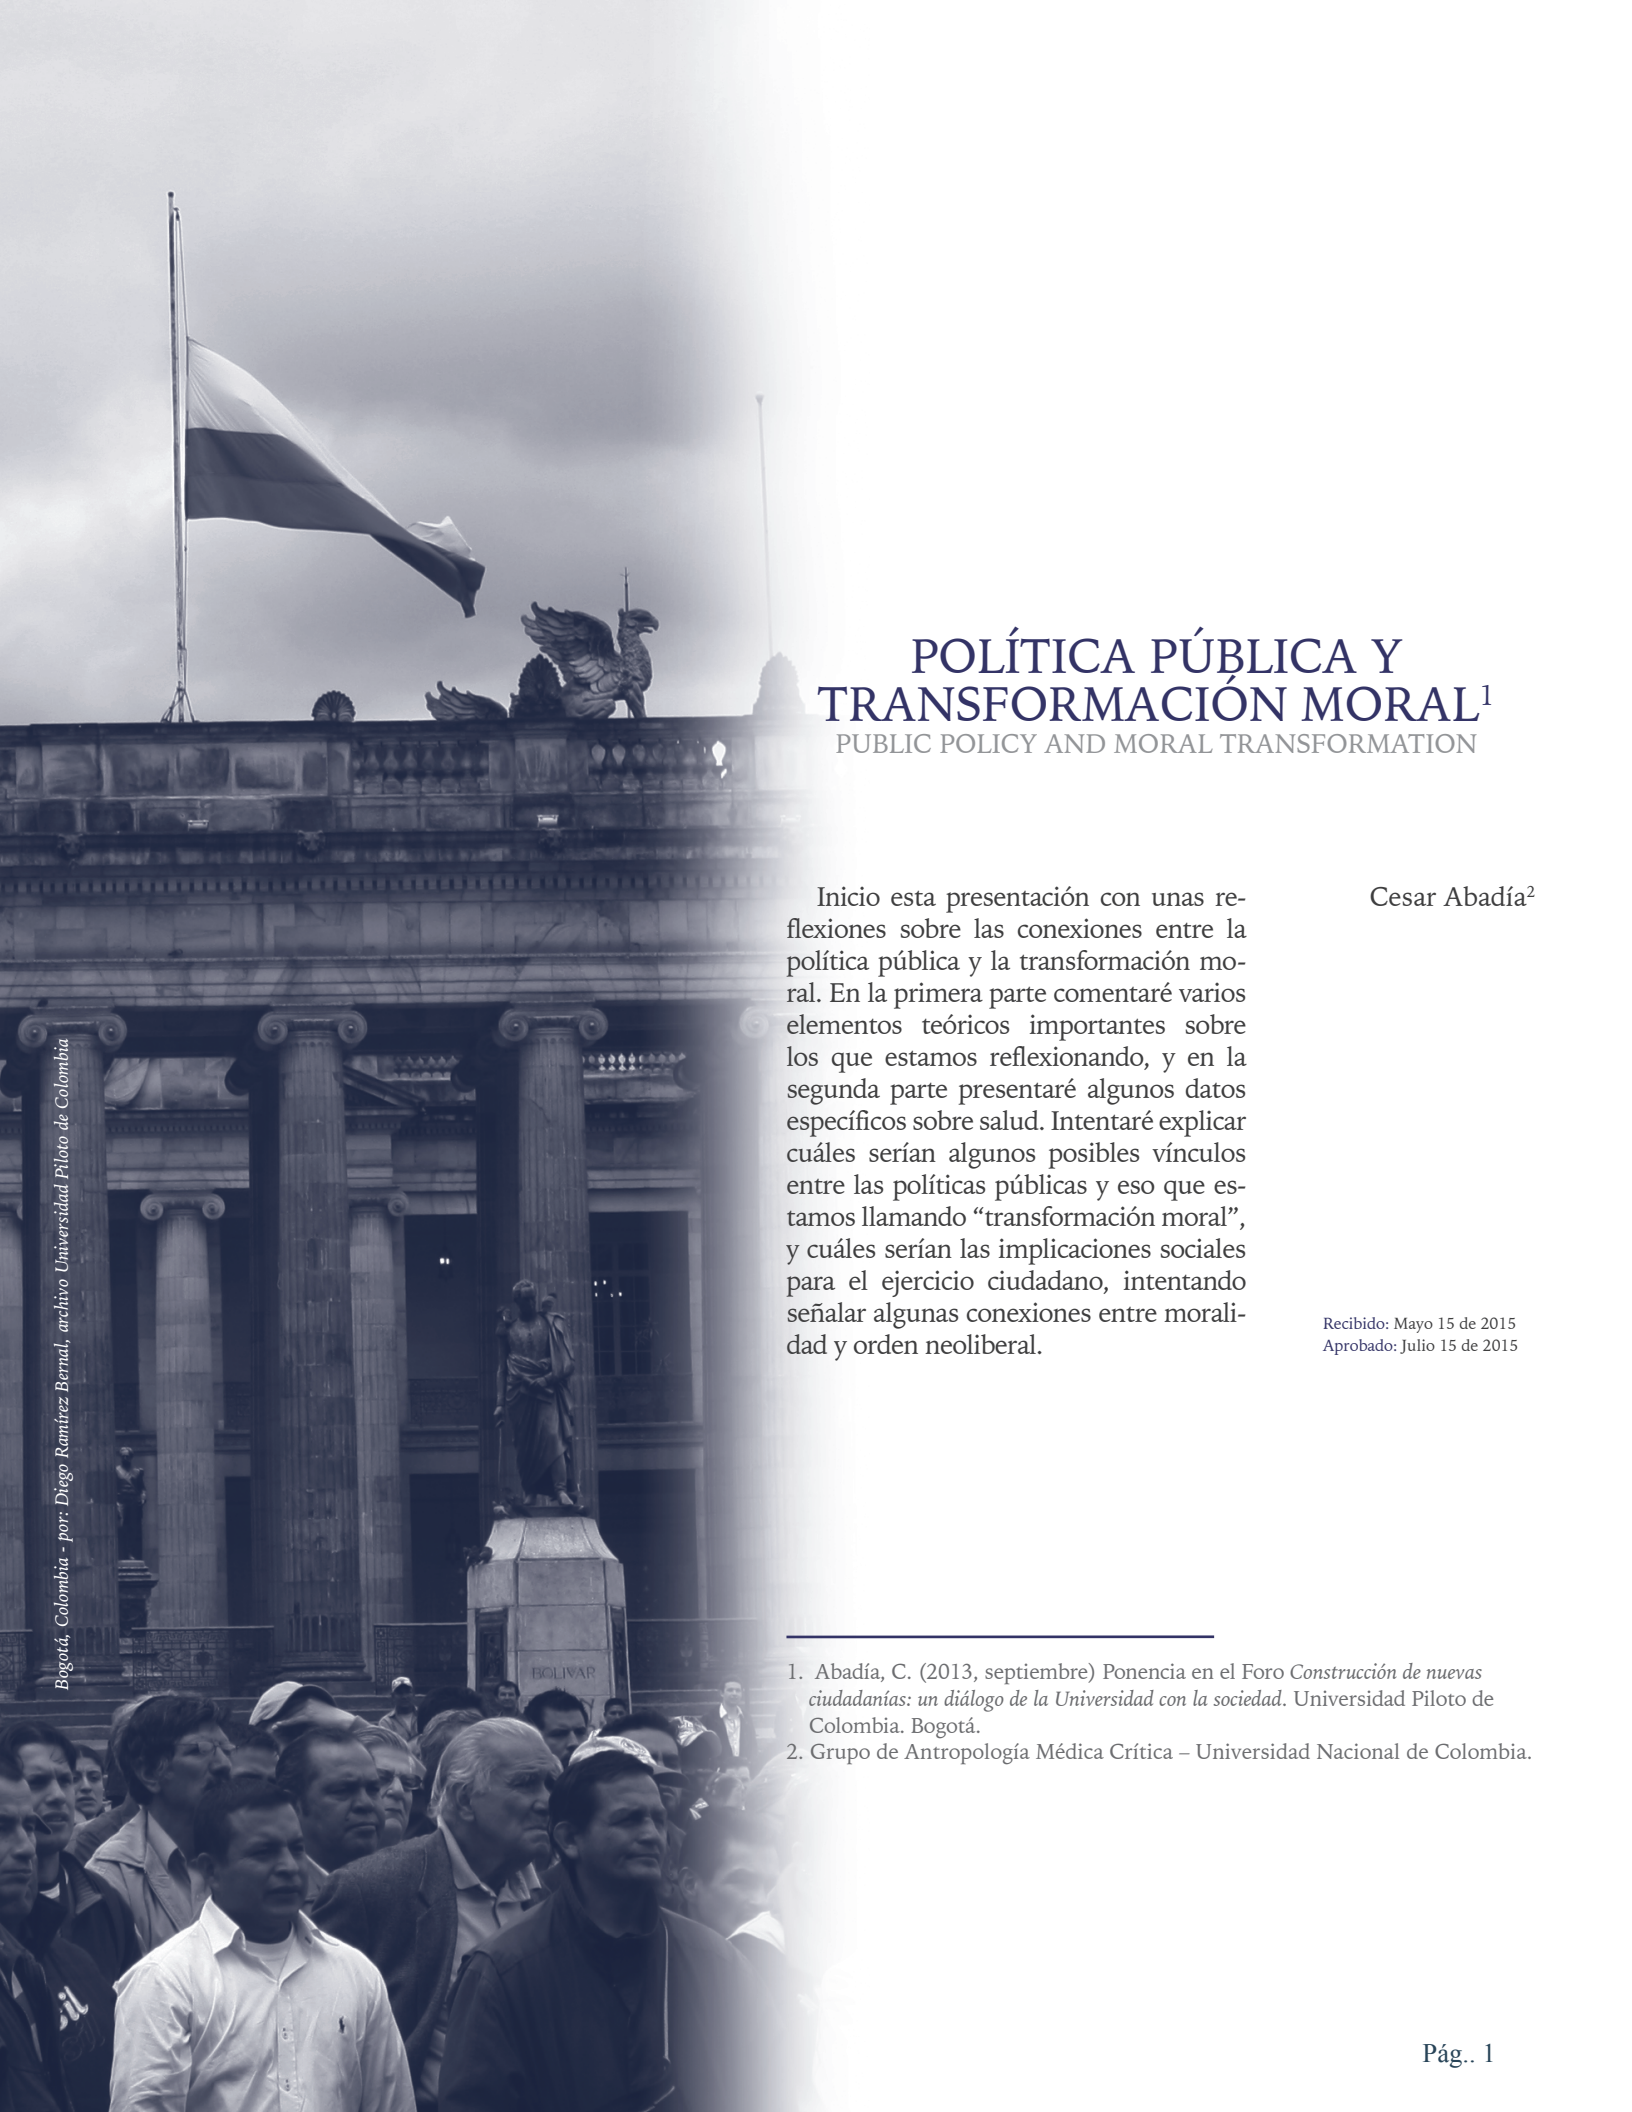 POLÍTICA PÚBLICA Y
TRANSFORMACIÓN MORAL¹
PUBLIC POLICY AND MORAL TRANSFORMATION
Cesar Abadía²
Inicio esta presentación con unas re-
flexiones sobre las conexiones entre la
política pública y la transformación mo-
ral. En la primera parte comentaré varios
elementos teóricos importantes sobre
los que estamos reflexionando, y en la
segunda parte presentaré algunos datos
específicos sobre salud. Intentaré explicar
cuáles serían algunos posibles vínculos
entre las políticas públicas y eso que es-
tamos llamando “transformación moral”,
y cuáles serían las implicaciones sociales
para el ejercicio ciudadano, intentando
señalar algunas conexiones entre morali-
dad y orden neoliberal.
Recibido: Mayo 15 de 2015
Aprobado: Julio 15 de 2015
Bogotá, Colombia - por: Diego Ramírez Bernal, archivo Universidad Piloto de Colombia
BOLIVAR
1. Abadía, C. (2013, septiembre) Ponencia en el Foro Construcción de nuevas
ciudadanías: un diálogo de la Universidad con la sociedad. Universidad Piloto de
Colombia. Bogotá.
2. Grupo de Antropología Médica Crítica – Universidad Nacional de Colombia.
Pág.. 1